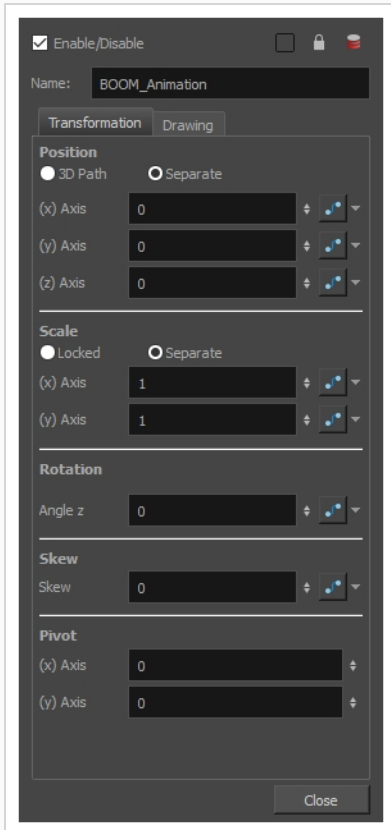 Enable/Disable
Name: BOOM_Animation
Transformation Drawing
Position
3D Path Separate
(x) Axis 0
(y) Axis 0
(z) Axis 0
Scale
Locked Separate
(x) Axis 1
(y) Axis 1
Rotation
Angle z 0
Skew
Skew 0
Pivot
(x) Axis 0
(y) Axis 0
Close